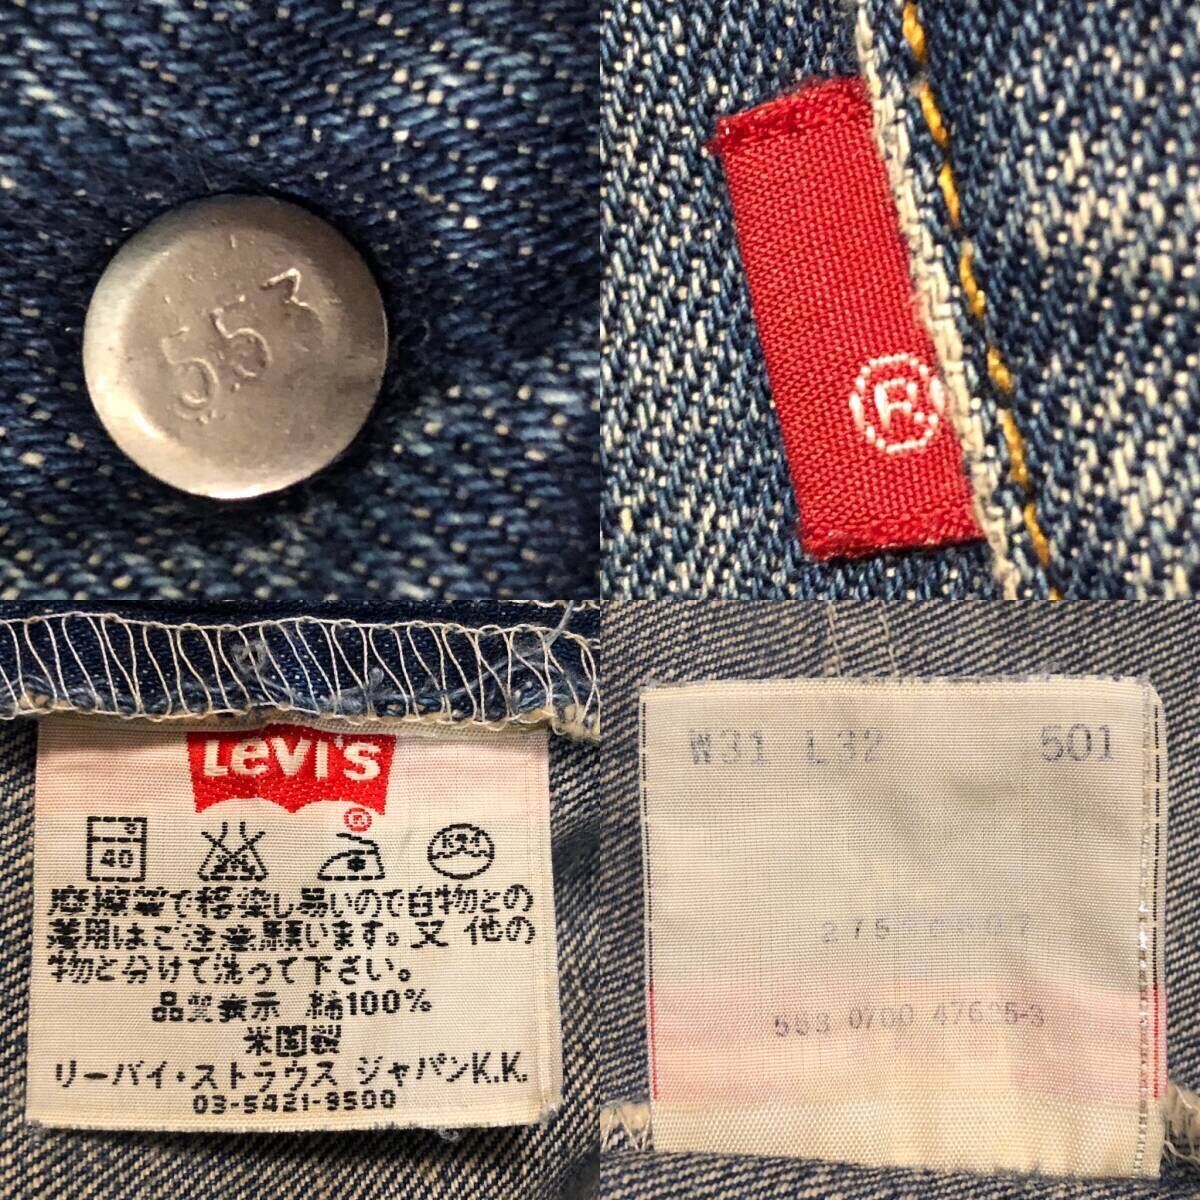 553
®
LEVI'S
®
40
摩擦等で移染し易いので白物との
着用はご注意願います。又 他の
物と分けて洗って下さい。
品質表示 綿100%
米国製
リーバイ・ストラウス ジャパンK.K.
03-5421-9500
W31 L32 501
553 0700